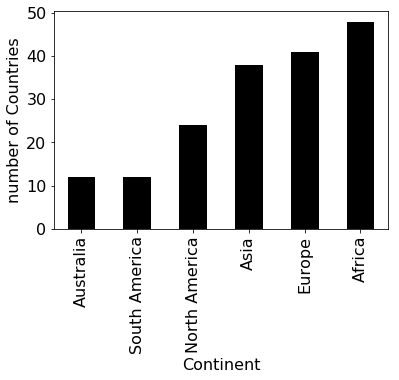 50
40
30
20
10
0
number of Countries
Australia
South America
North America
Asia
Europe
Africa
Continent